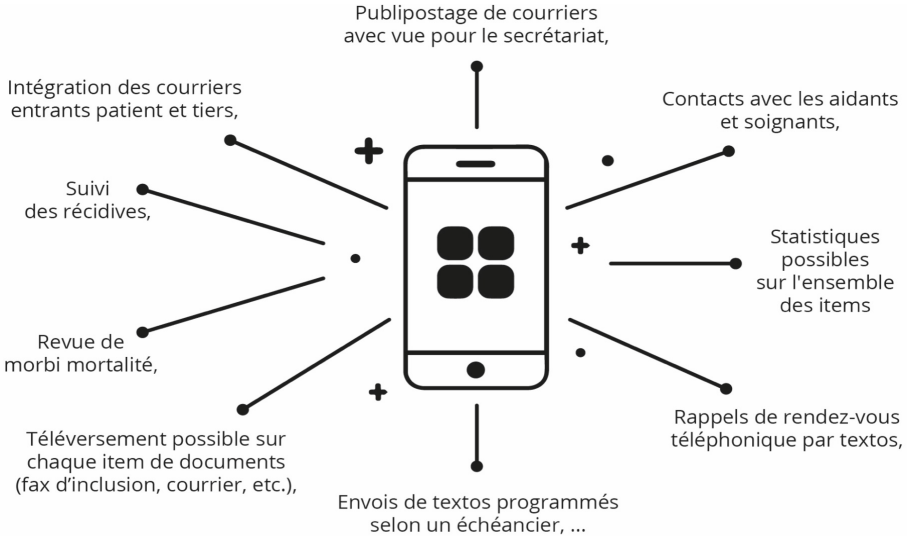 Publipostage de courriers
avec vue pour le secrétariat,
Intégration des courriers
entrants patient et tiers,
Contacts avec les aidants
et soignants,
Suivi
des récidives,
Statistiques
possibles
sur l'ensemble
des items
Revue de
morbi mortalité,
Rappels de rendez-vous
téléphonique par textos,
Téléversement possible sur
chaque item de documents
(fax d’inclusion, courrier, etc.),
Envois de textos programmés
selon un échéancier, ...